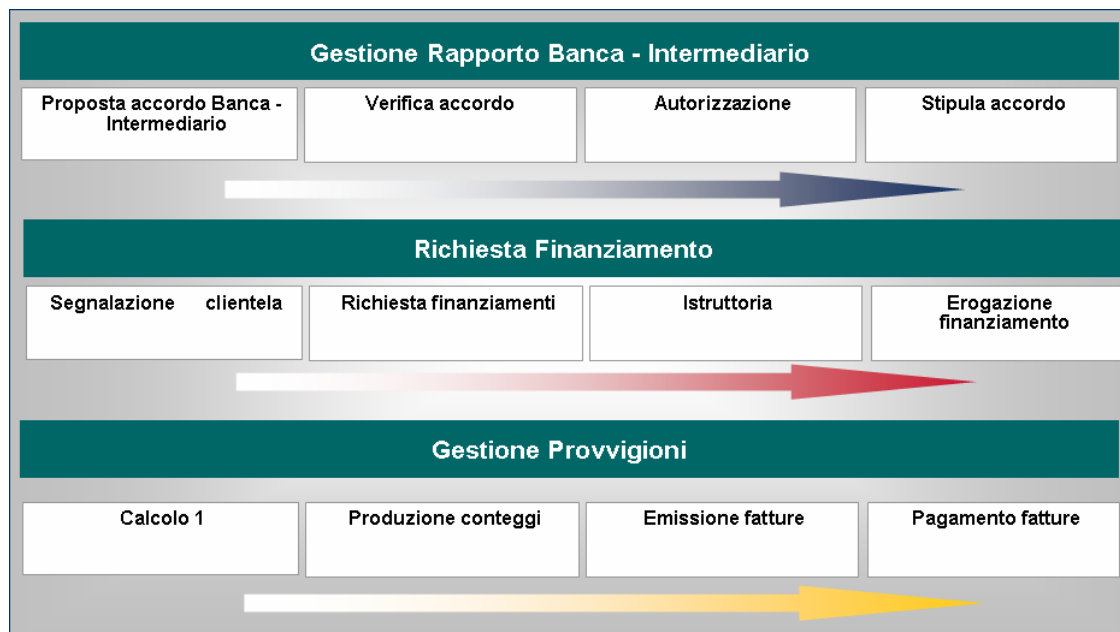 Gestione Rapporto Banca - Intermediario
Proposta accordo Banca -
Intermediario
Verifica accordo
Autorizzazione
Stipula accordo
Richiesta Finanziamento
Segnalazione clientela
Richiesta finanziamenti
Istruttoria
Erogazione
finanziamento
Gestione Provvigioni
Calcolo 1
Produzione conteggi
Emissione fatture
Pagamento fatture